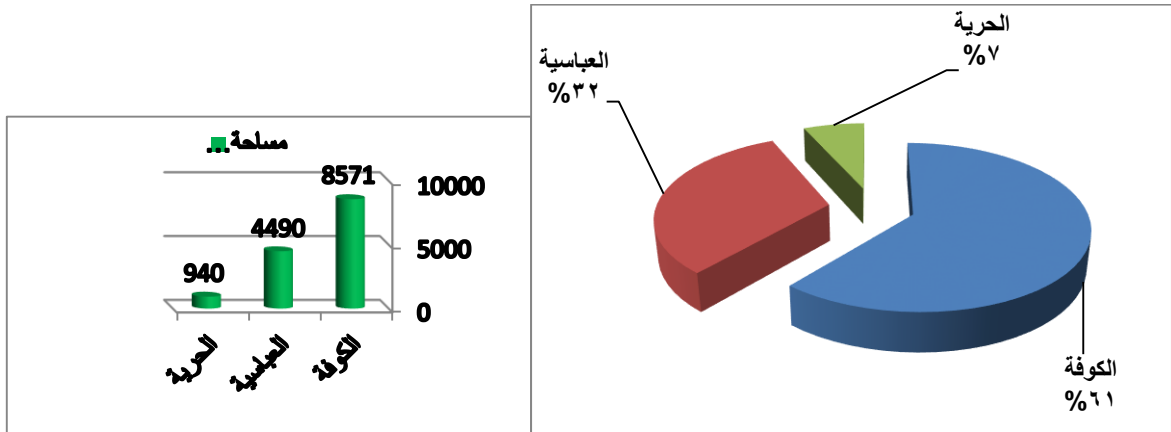 مساحة...
10000
5000
0
8571
4490
940
الكوفة
العباسية
الحرية
الحرية
%٧
العباسية
%٣٢
الكوفة
%٦١